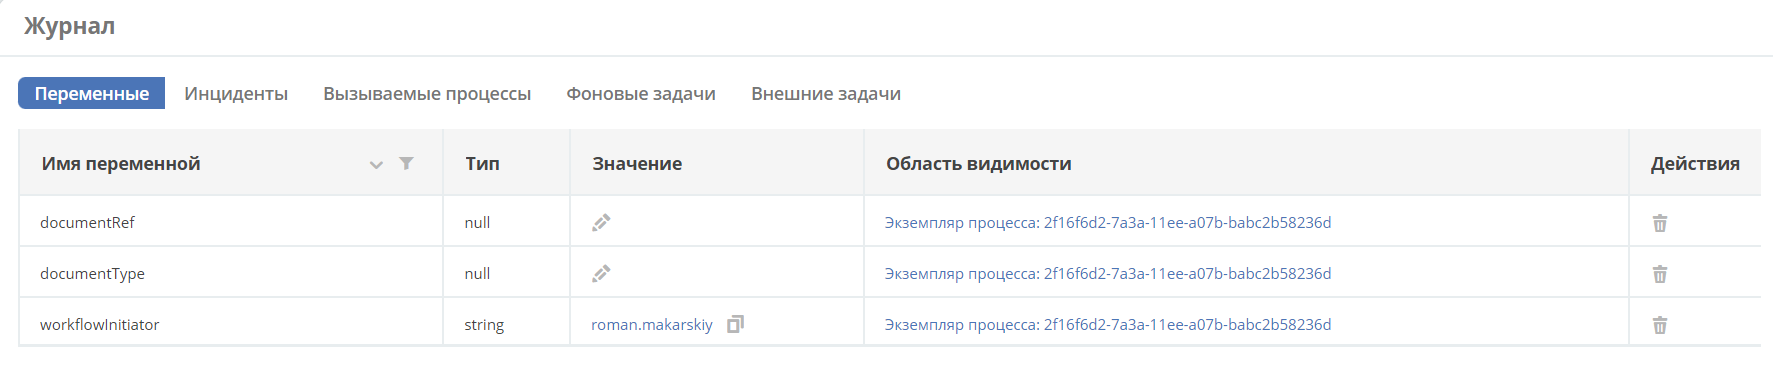 Журнал
Переменные Инциденты Вызываемые процессы Фоновые задачи Внешние задачи
Имя переменной Тип Значение Область видимости Действия
documentRef null Экземпляр процесса: 2f16f6d2-7a3a-11ee-a07b-babc2b58236d
documentType null Экземпляр процесса: 2f16f6d2-7a3a-11ee-a07b-babc2b58236d
workflowInitiator string roman.makarskiy Экземпляр процесса: 2f16f6d2-7a3a-11ee-a07b-babc2b58236d